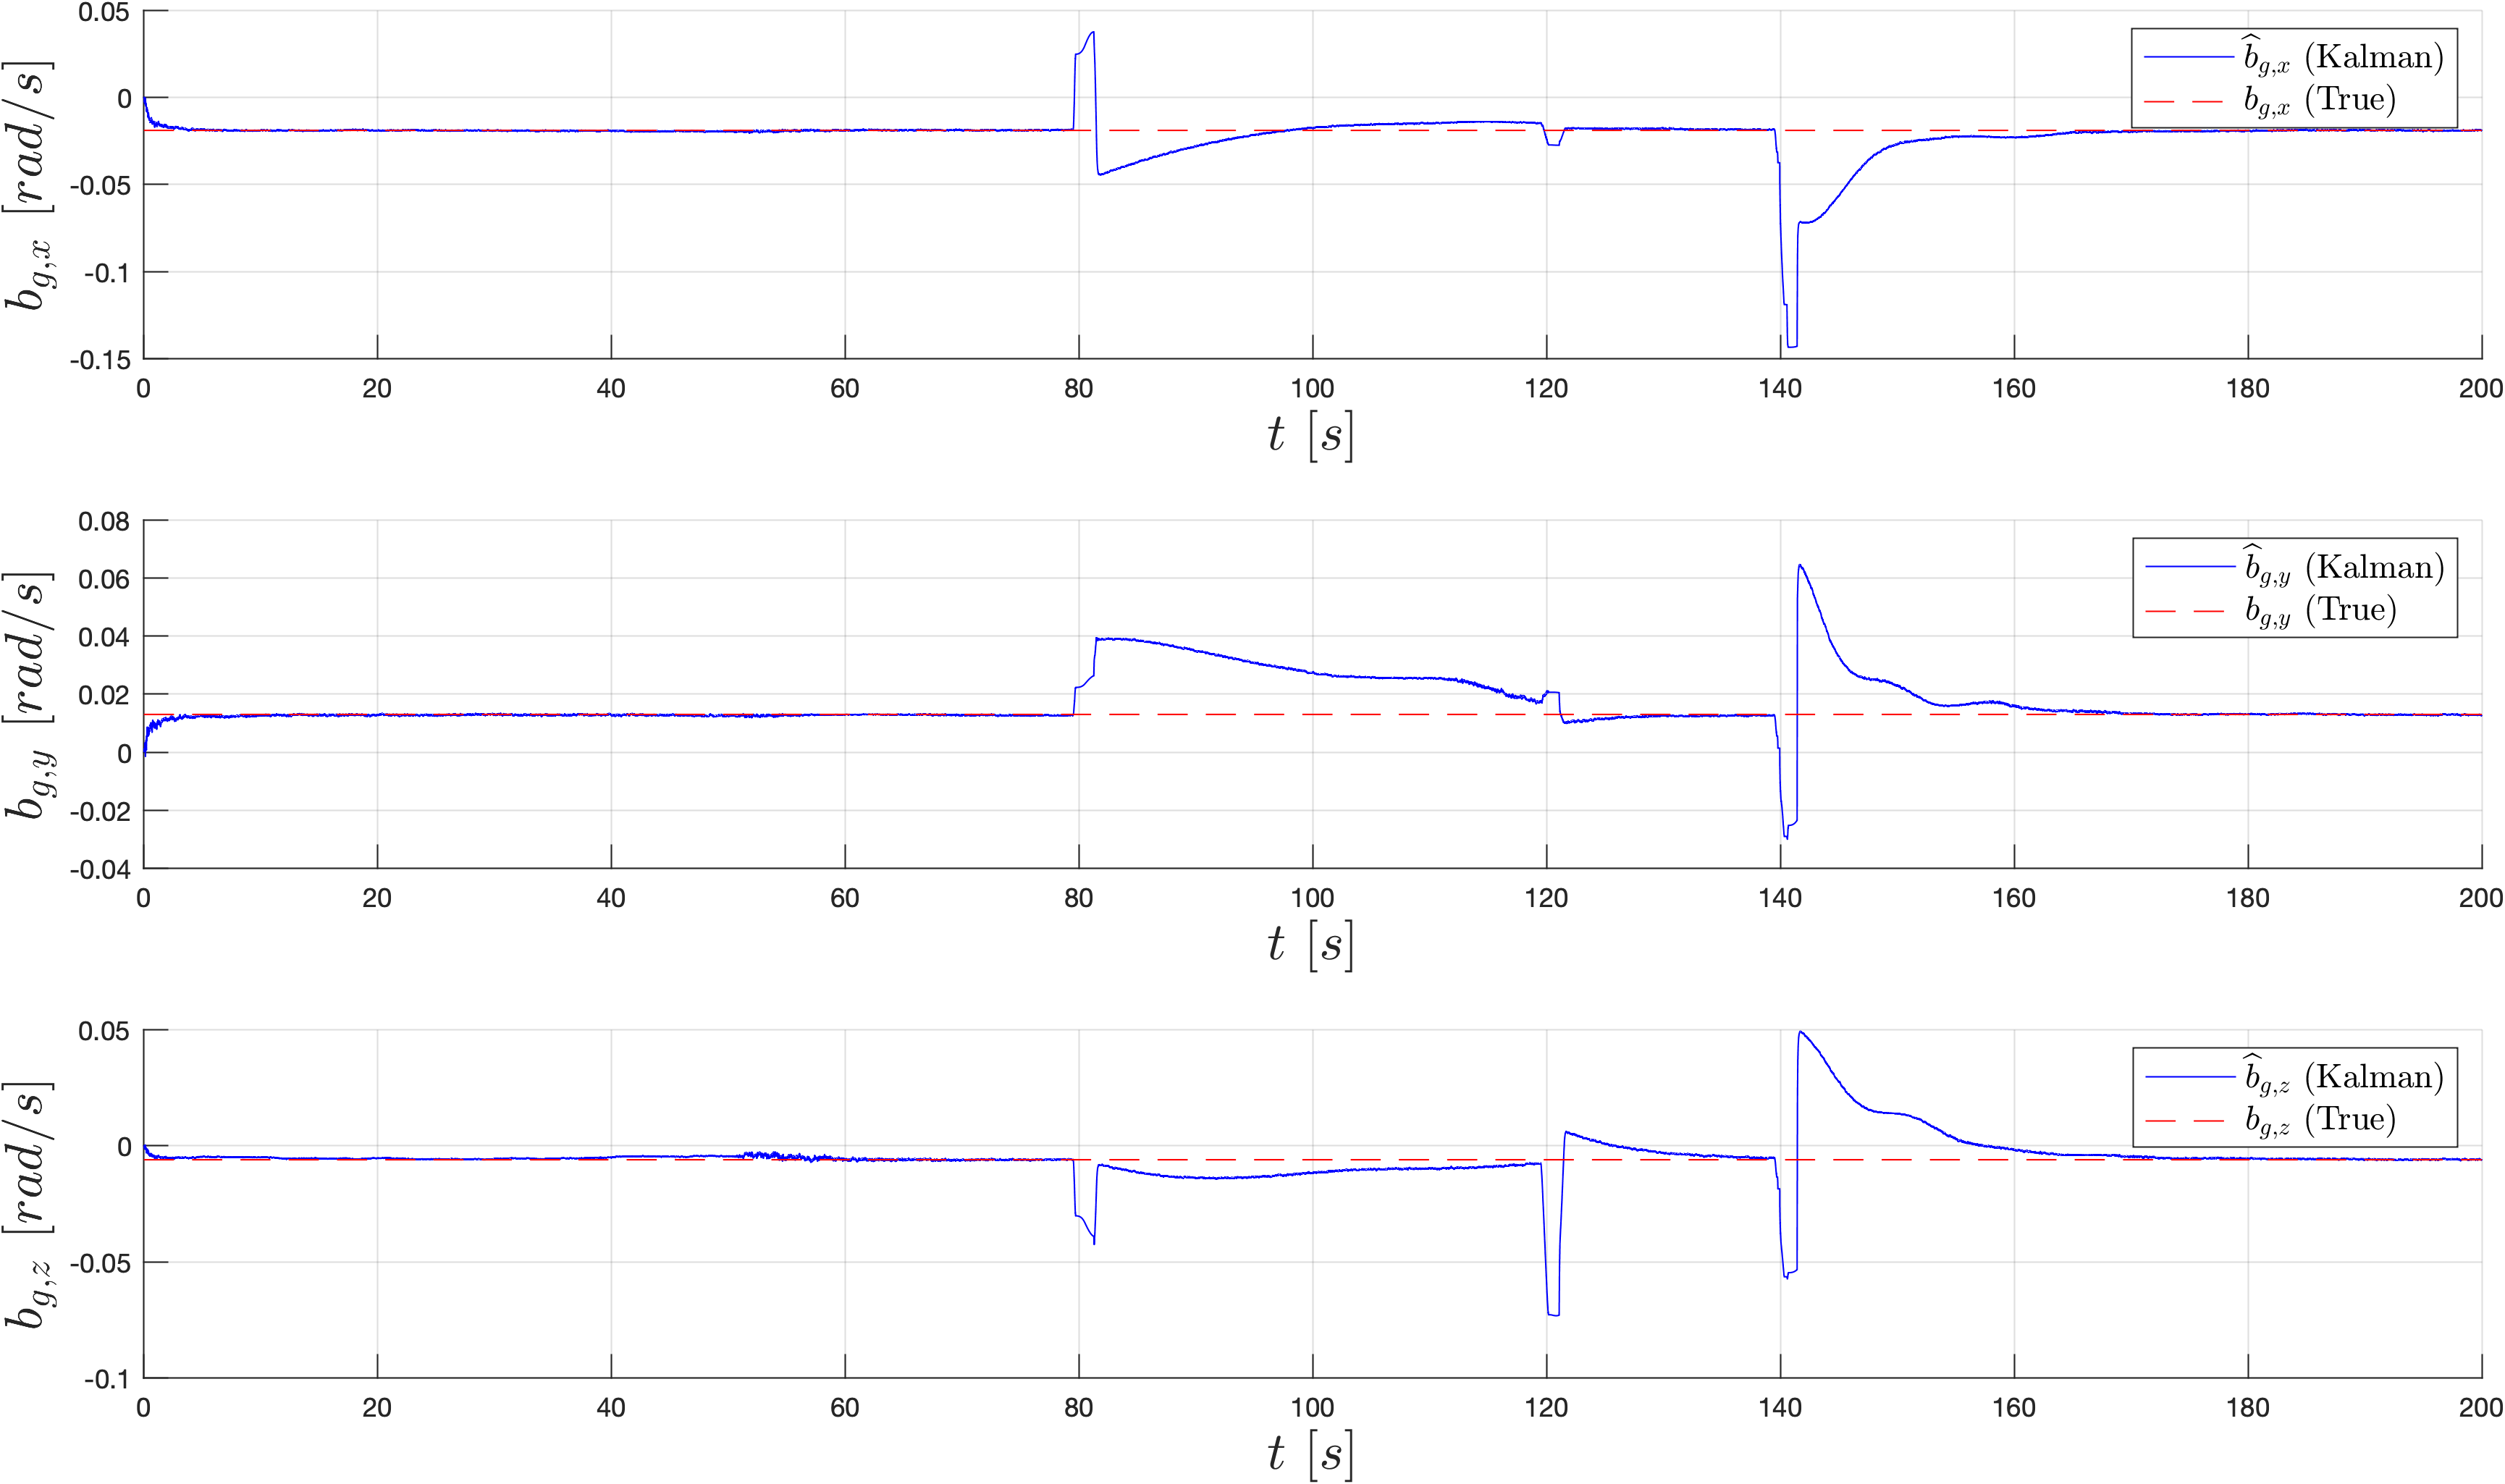 0.05
0
-0.05
-0.1
-0.15
b_{g,x} [rad/s]
\widehat{b}_{g,x} (Kalman)
b_{g,x} (True)
0 20 40 60 80 100 120 140 160 180 200
t [s]
0.08
0.06
0.04
0.02
0
-0.02
-0.04
b_{g,y} [rad/s]
\widehat{b}_{g,y} (Kalman)
b_{g,y} (True)
0 20 40 60 80 100 120 140 160 180 200
t [s]
0.05
0
-0.05
-0.1
b_{g,z} [rad/s]
\widehat{b}_{g,z} (Kalman)
b_{g,z} (True)
0 20 40 60 80 100 120 140 160 180 200
t [s]